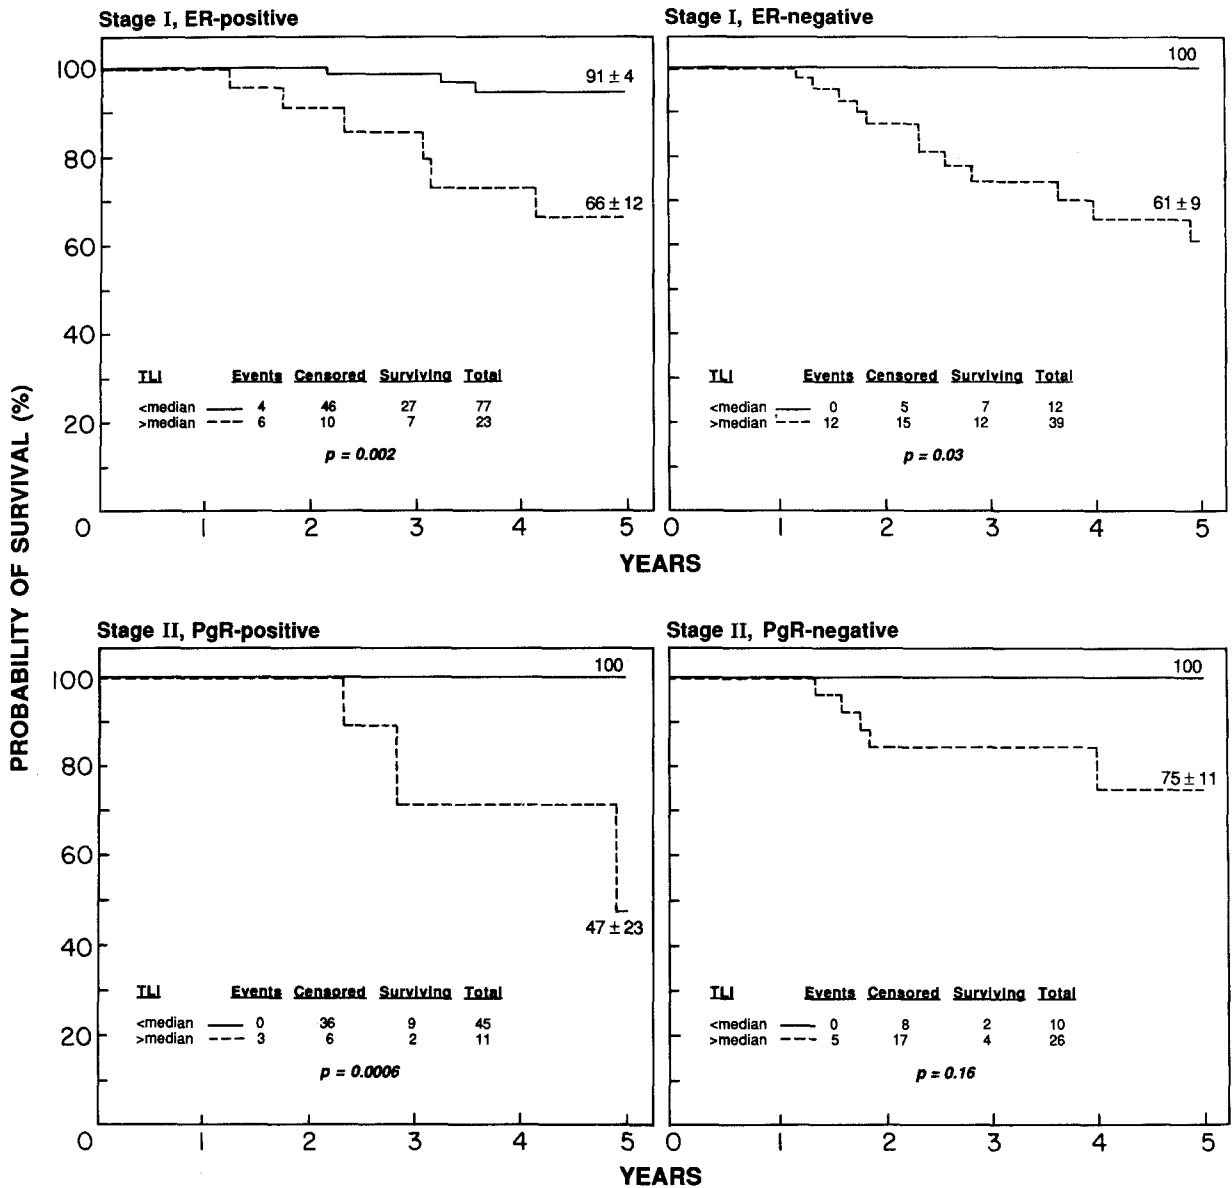 PROBABILITY OF SURVIVAL (%)
Stage I, ER-positive
100
80
60
40
20
0
1
2
3
4
5
91 ± 4
66 ± 12
TLI Events Censored Surviving Total
<median 4 46 27 77
>median 6 10 7 23
p = 0.002
Stage I, ER-negative
100
61 ± 9
TLI Events Censored Surviving Total
<median 0 5 7 12
>median 12 15 12 39
p = 0.03
0
1
2
3
4
5
YEARS
Stage II, PgR-positive
100
80
60
40
20
0
1
2
3
4
5
100
47 ± 23
TLI Events Censored Surviving Total
<median 0 36 9 45
>median 3 6 2 11
p = 0.0006
Stage II, PgR-negative
100
75 ± 11
TLI Events Censored Surviving Total
<median 0 8 2 10
>median 5 17 4 26
p = 0.16
0
1
2
3
4
5
YEARS